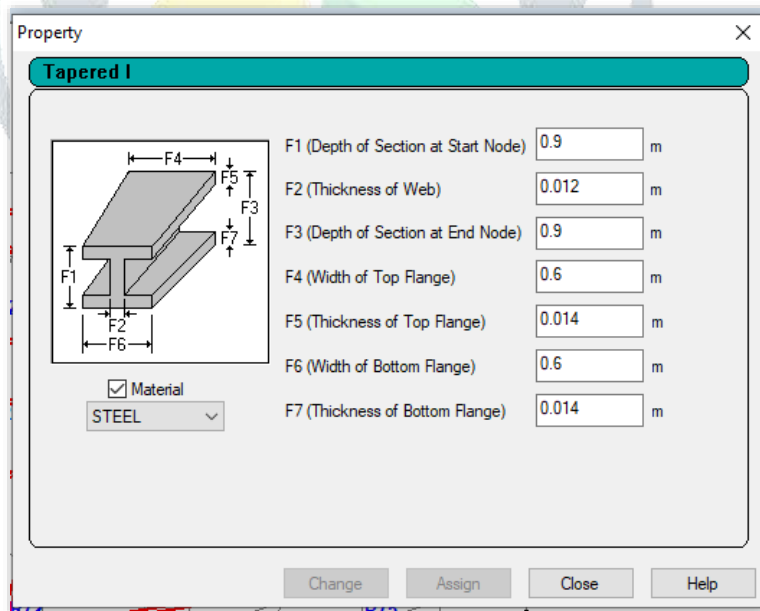 Property
Tapered I
F4
F5
F3
F7
F1
F2
F6
Material
STEEL
F1 (Depth of Section at Start Node) 0.9 m
F2 (Thickness of Web) 0.012 m
F3 (Depth of Section at End Node) 0.9 m
F4 (Width of Top Flange) 0.6 m
F5 (Thickness of Top Flange) 0.014 m
F6 (Width of Bottom Flange) 0.6 m
F7 (Thickness of Bottom Flange) 0.014 m
Change Assign Close Help